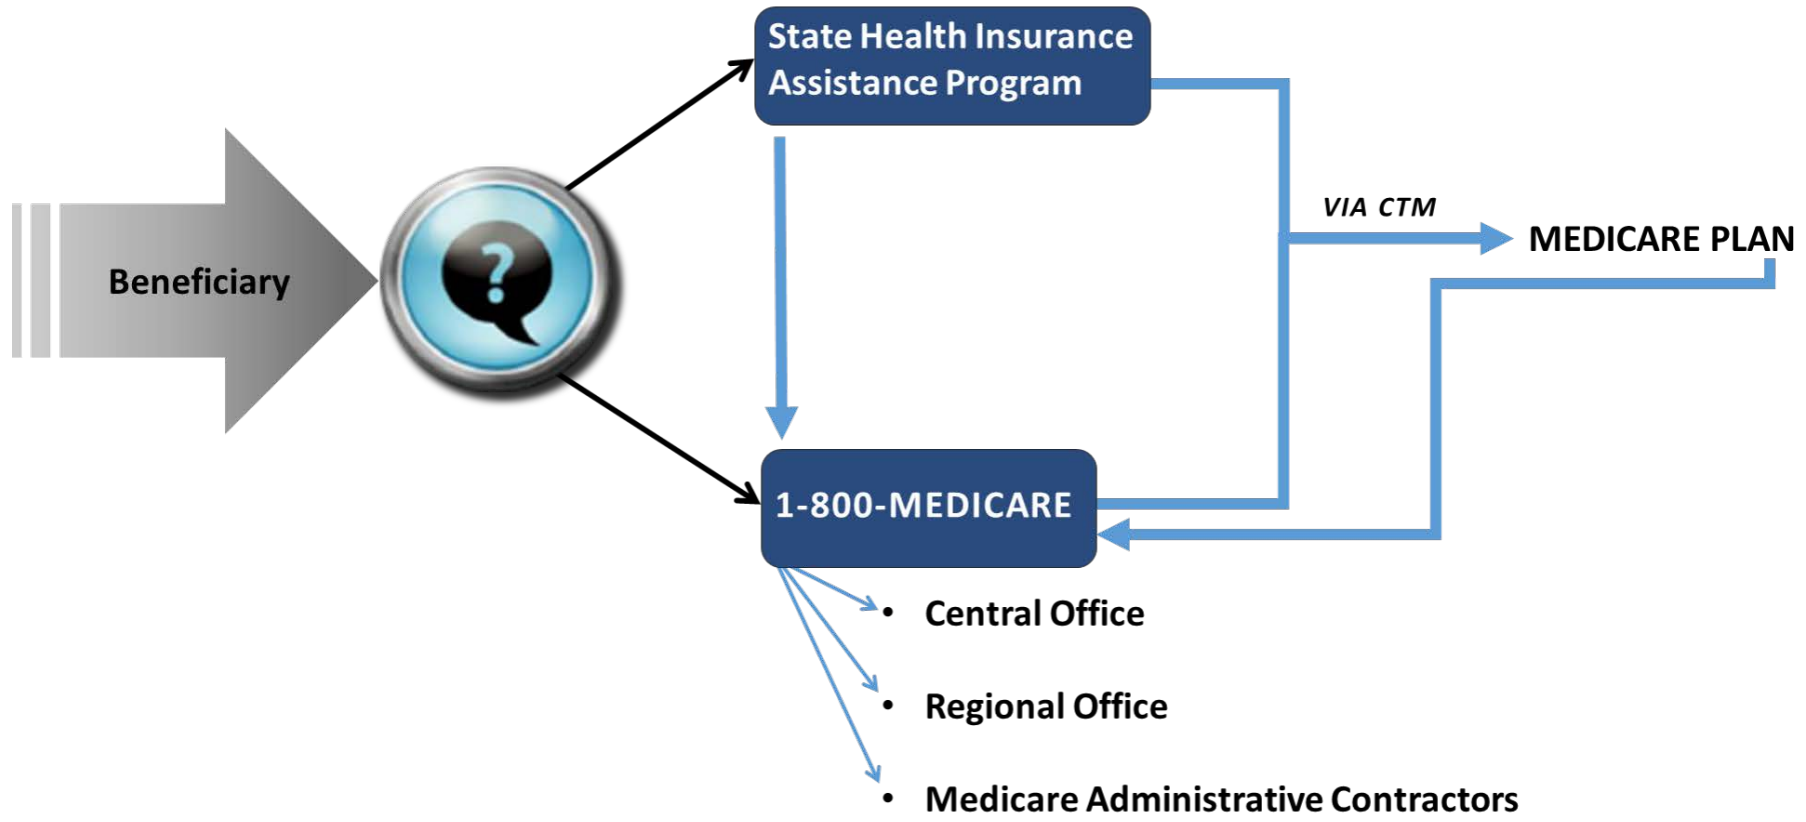 State Health Insurance
Assistance Program
VIA CTM
MEDICARE PLAN
Beneficiary
?
1-800-MEDICARE
• Central Office
• Regional Office
• Medicare Administrative Contractors